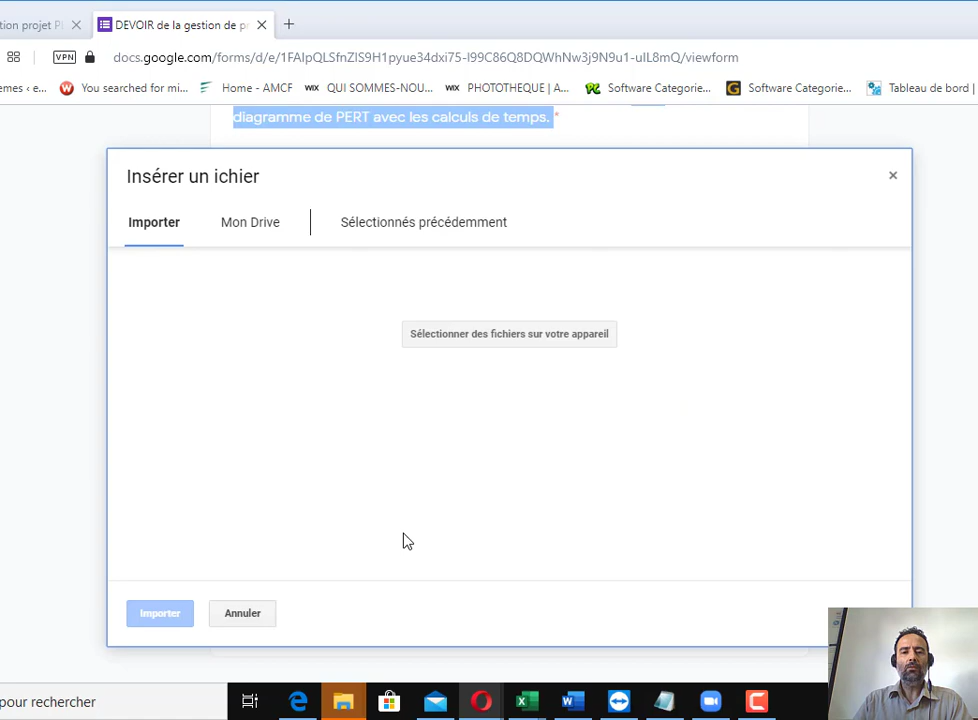 tion projet P
DEVOIR de la gestion de p
VPN
docs.google.com/forms/d/e/1FAIpQLSfnZIS9H1pyue34dxi75-I99C86Q8DQWhNw3j9N9u1-uIL8mQ/viewform
emes ‹ e...
You searched for mi...
Home - AMCF
WIX QUI SOMMES-NOU...
WIX PHOTOTHEQUE | A...
Software Categorie...
Software Categorie...
Tableau de bord |
diagramme de PERT avec les calculs de temps. *
Insérer un ichier
Importer
Mon Drive
Sélectionnés précédemment
Sélectionner des fichiers sur votre appareil
Importer
Annuler
pour rechercher